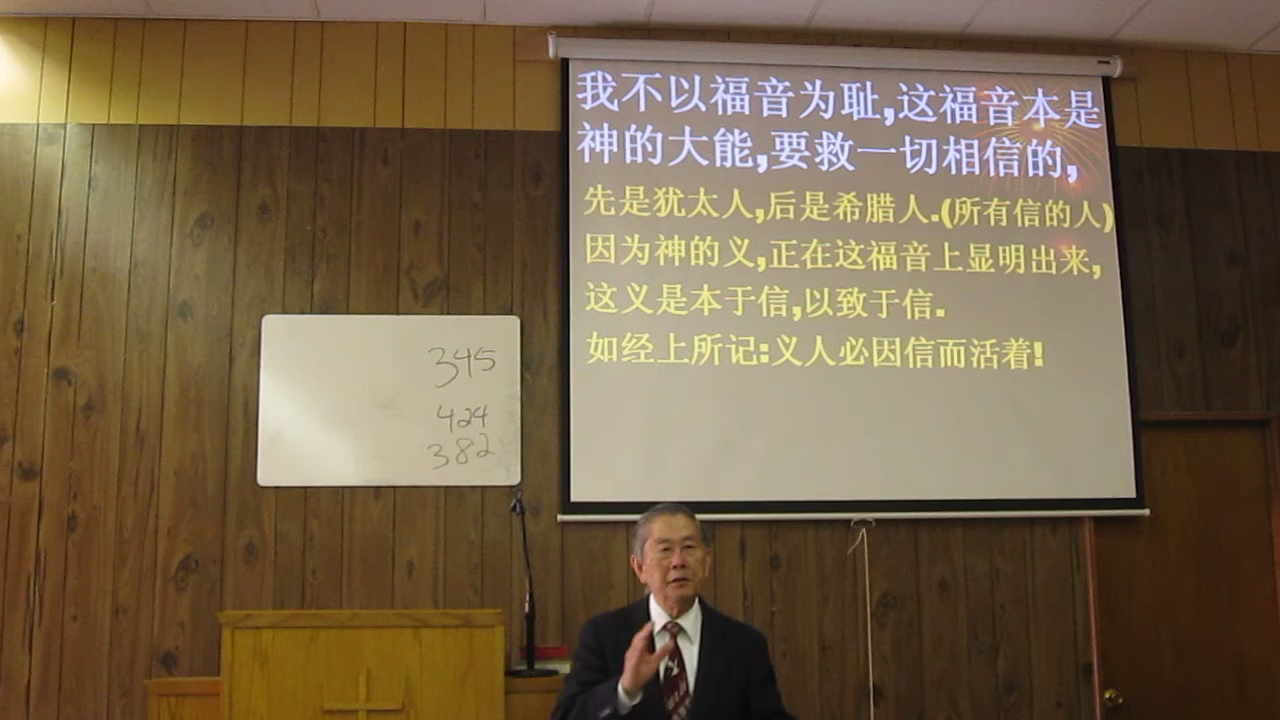 我不以福音为耻,这福音本是
神的大能,要救一切相信的,
先是犹太人,后是希腊人.(所有信的人)
因为神的义,正在这福音上显明出来,
这义是本于信,以致于信.
如经上所记:义人必因信而活着!
345
424
382